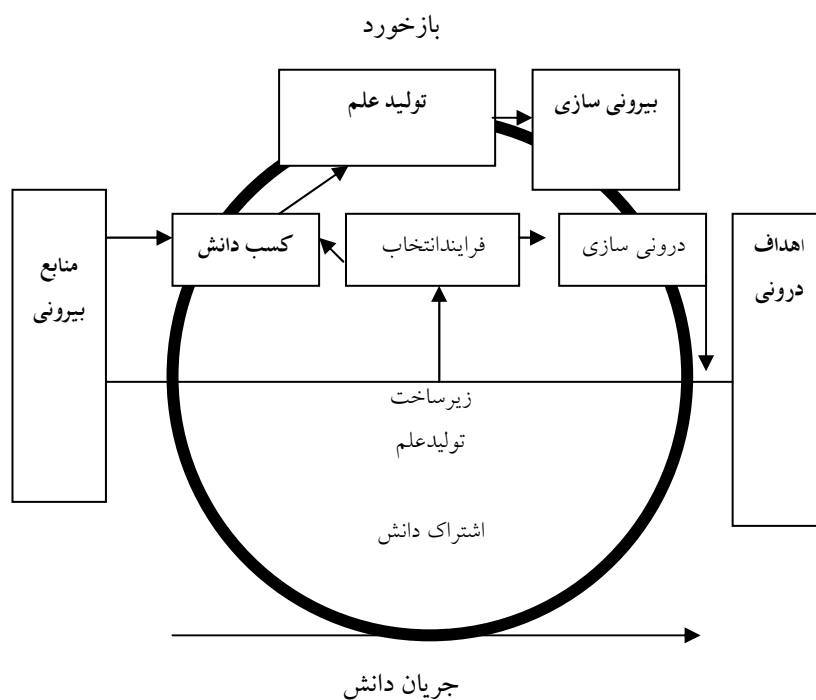 بازخورد
تولید علم
بیرونی سازی
منابع
بیرونی
کسب دانش
فرایندانتخاب
درونی سازی
اهداف
درونی
زیرساخت
تولیدعلم
اشتراک دانش
جریان دانش